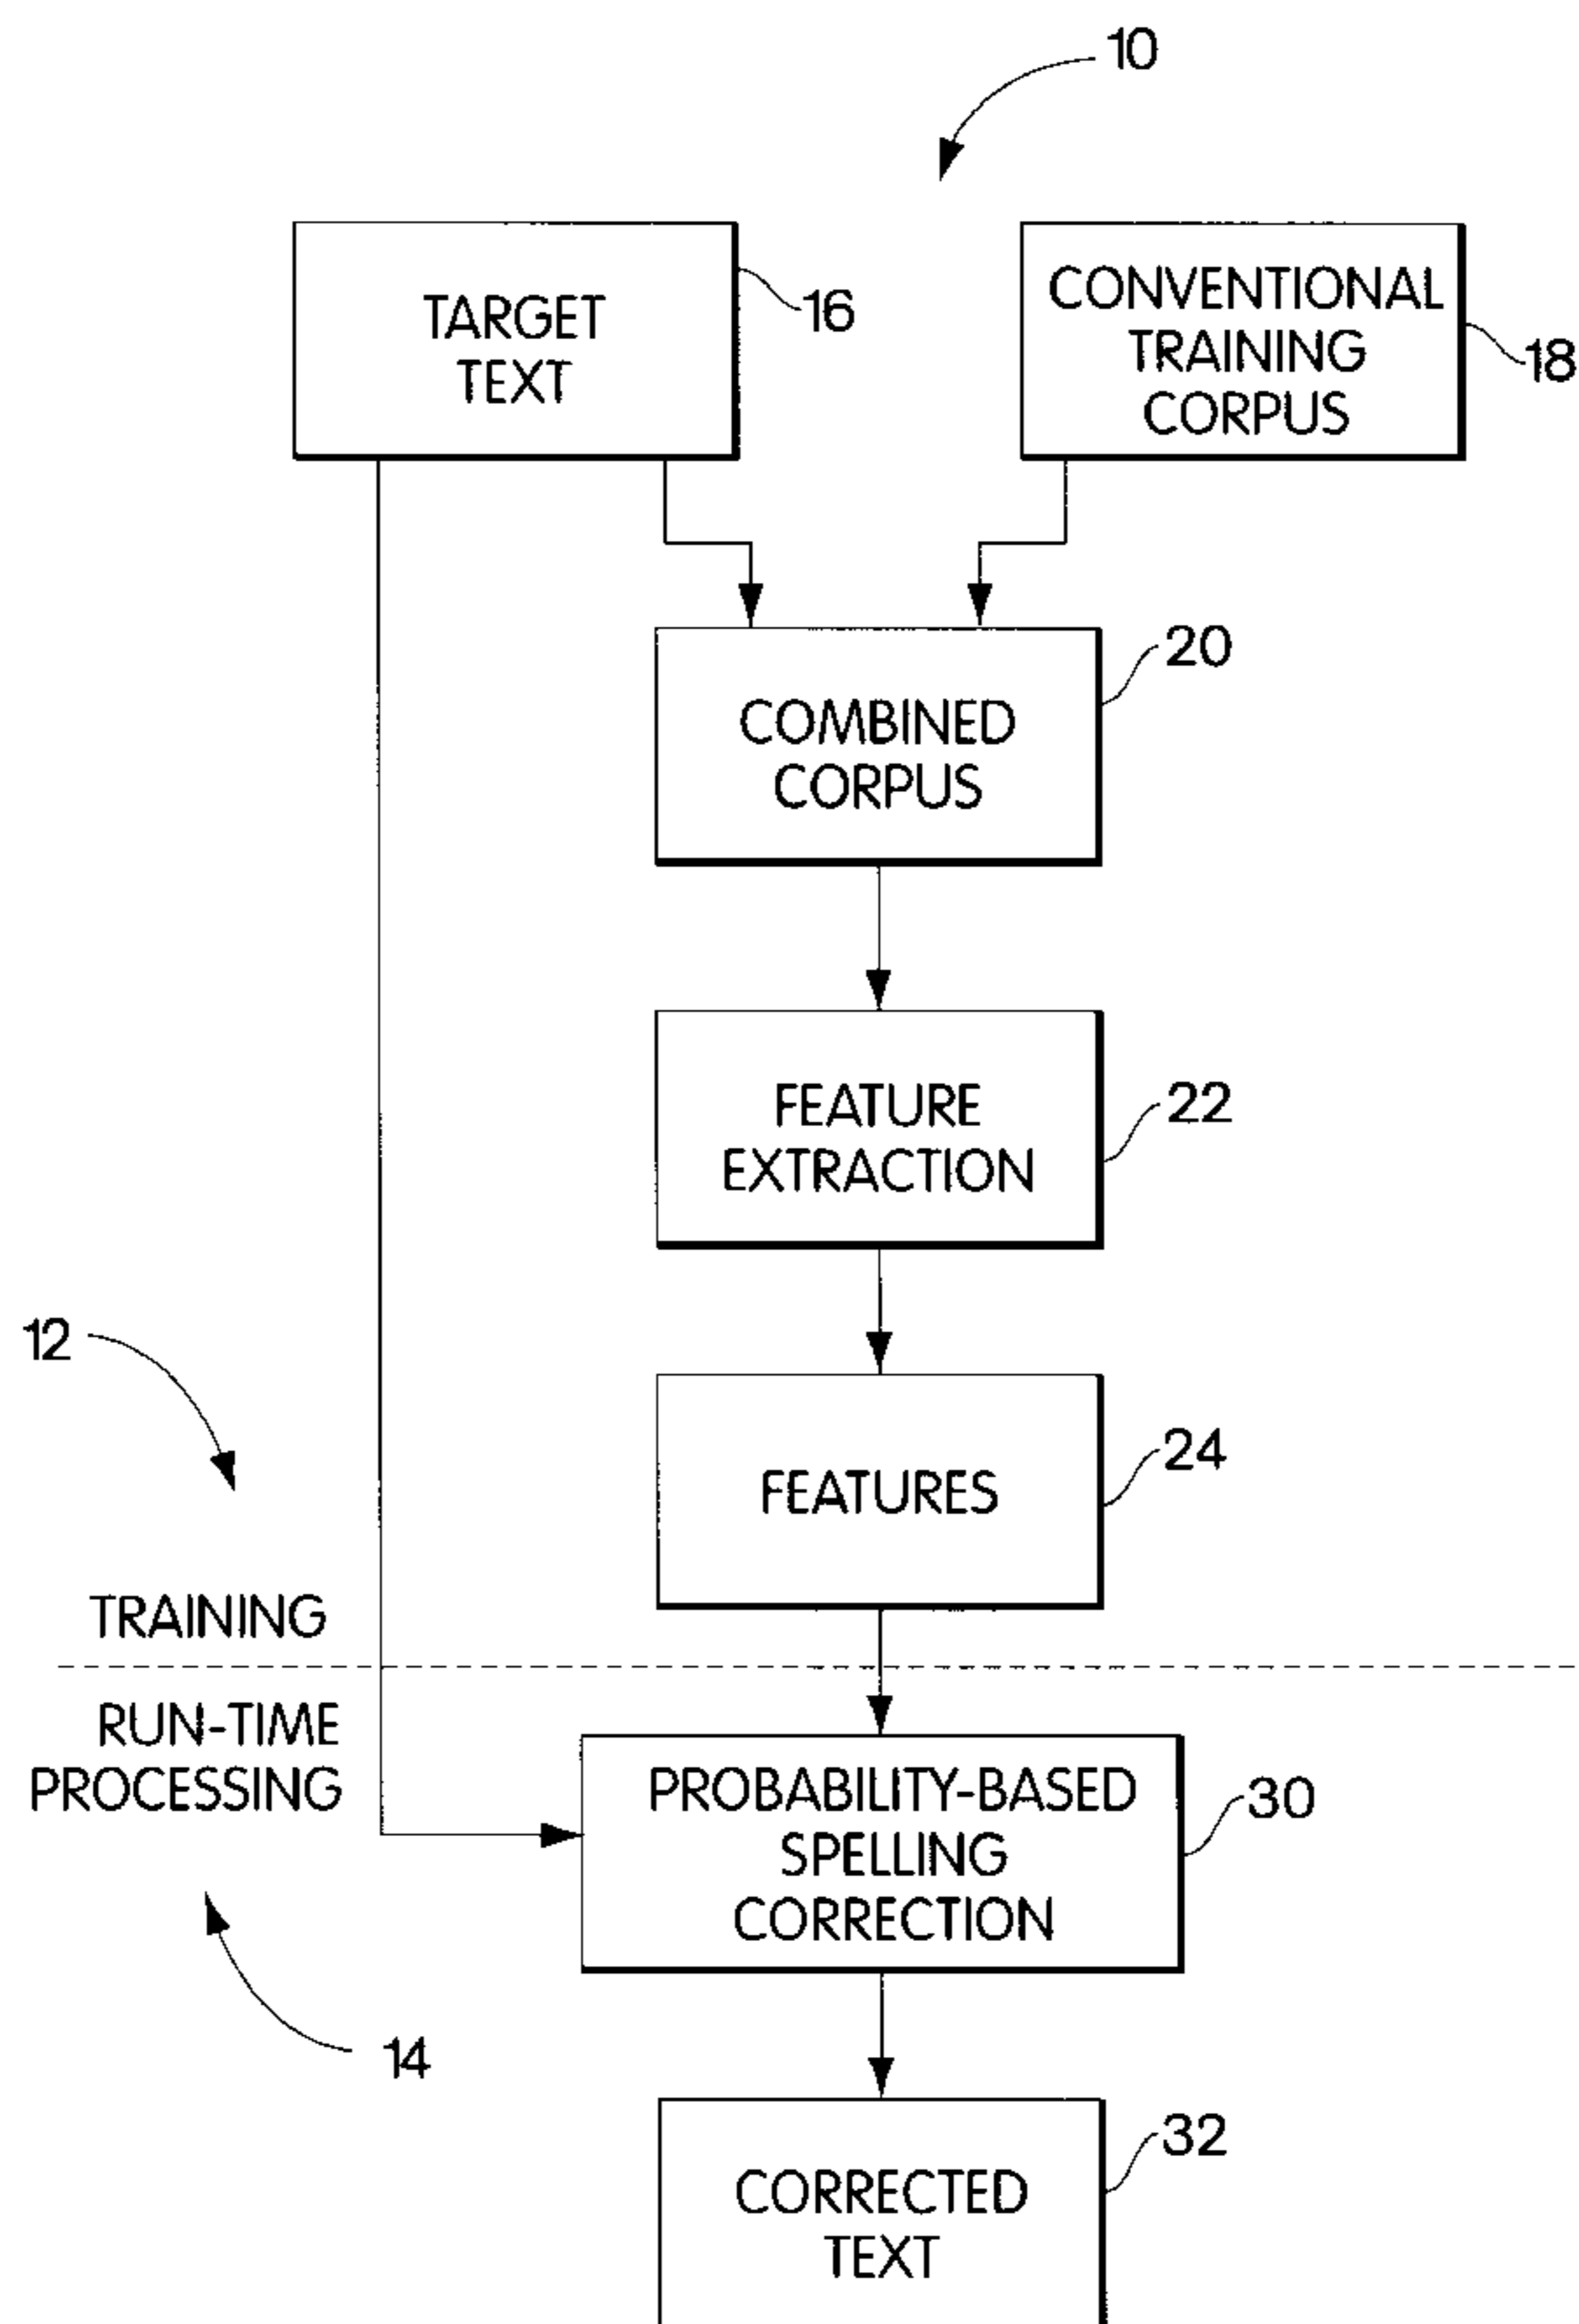 10
TARGET
TEXT
16
CONVENTIONAL
TRAINING
CORPUS
18
COMBINED
CORPUS
20
FEATURE
EXTRACTION
22
12
FEATURES
24
TRAINING
RUN-TIME
PROCESSING
PROBABILITY-BASED
SPELLING
CORRECTION
30
14
CORRECTED
TEXT
32